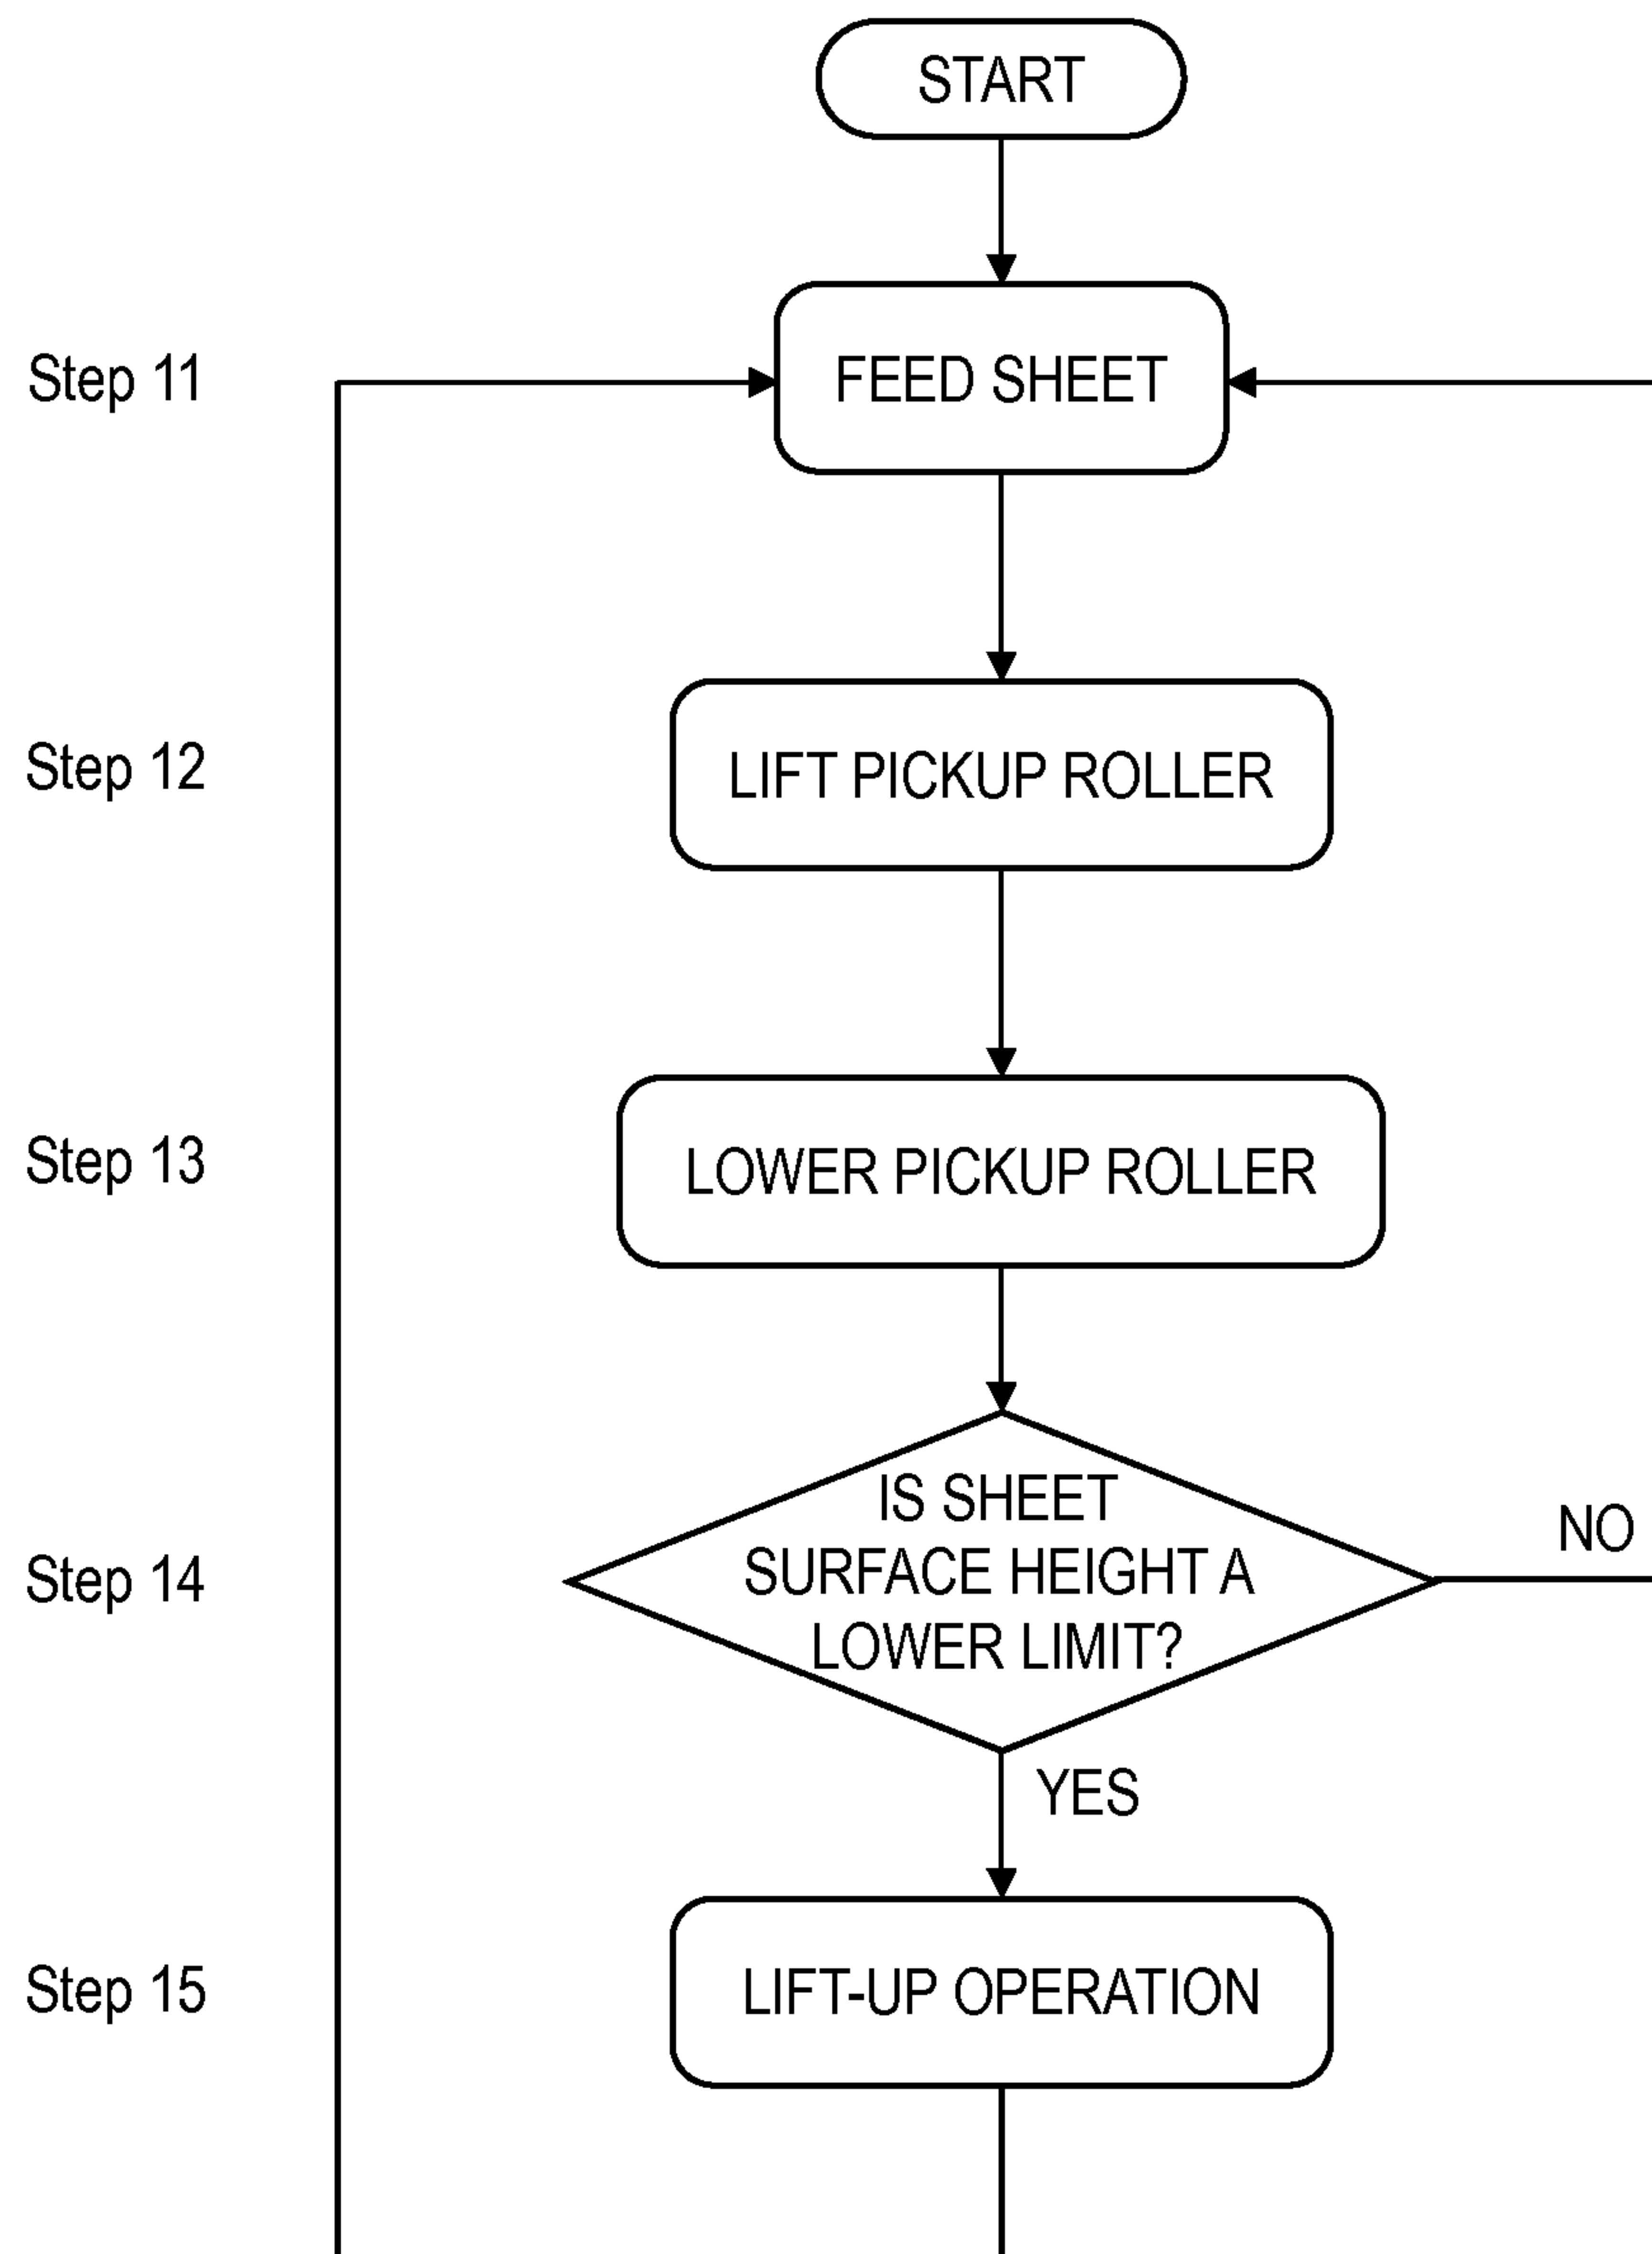 START
Step 11
FEED SHEET
Step 12
LIFT PICKUP ROLLER
Step 13
LOWER PICKUP ROLLER
Step 14
IS SHEET
SURFACE HEIGHT A
LOWER LIMIT?
NO
YES
Step 15
LIFT-UP OPERATION